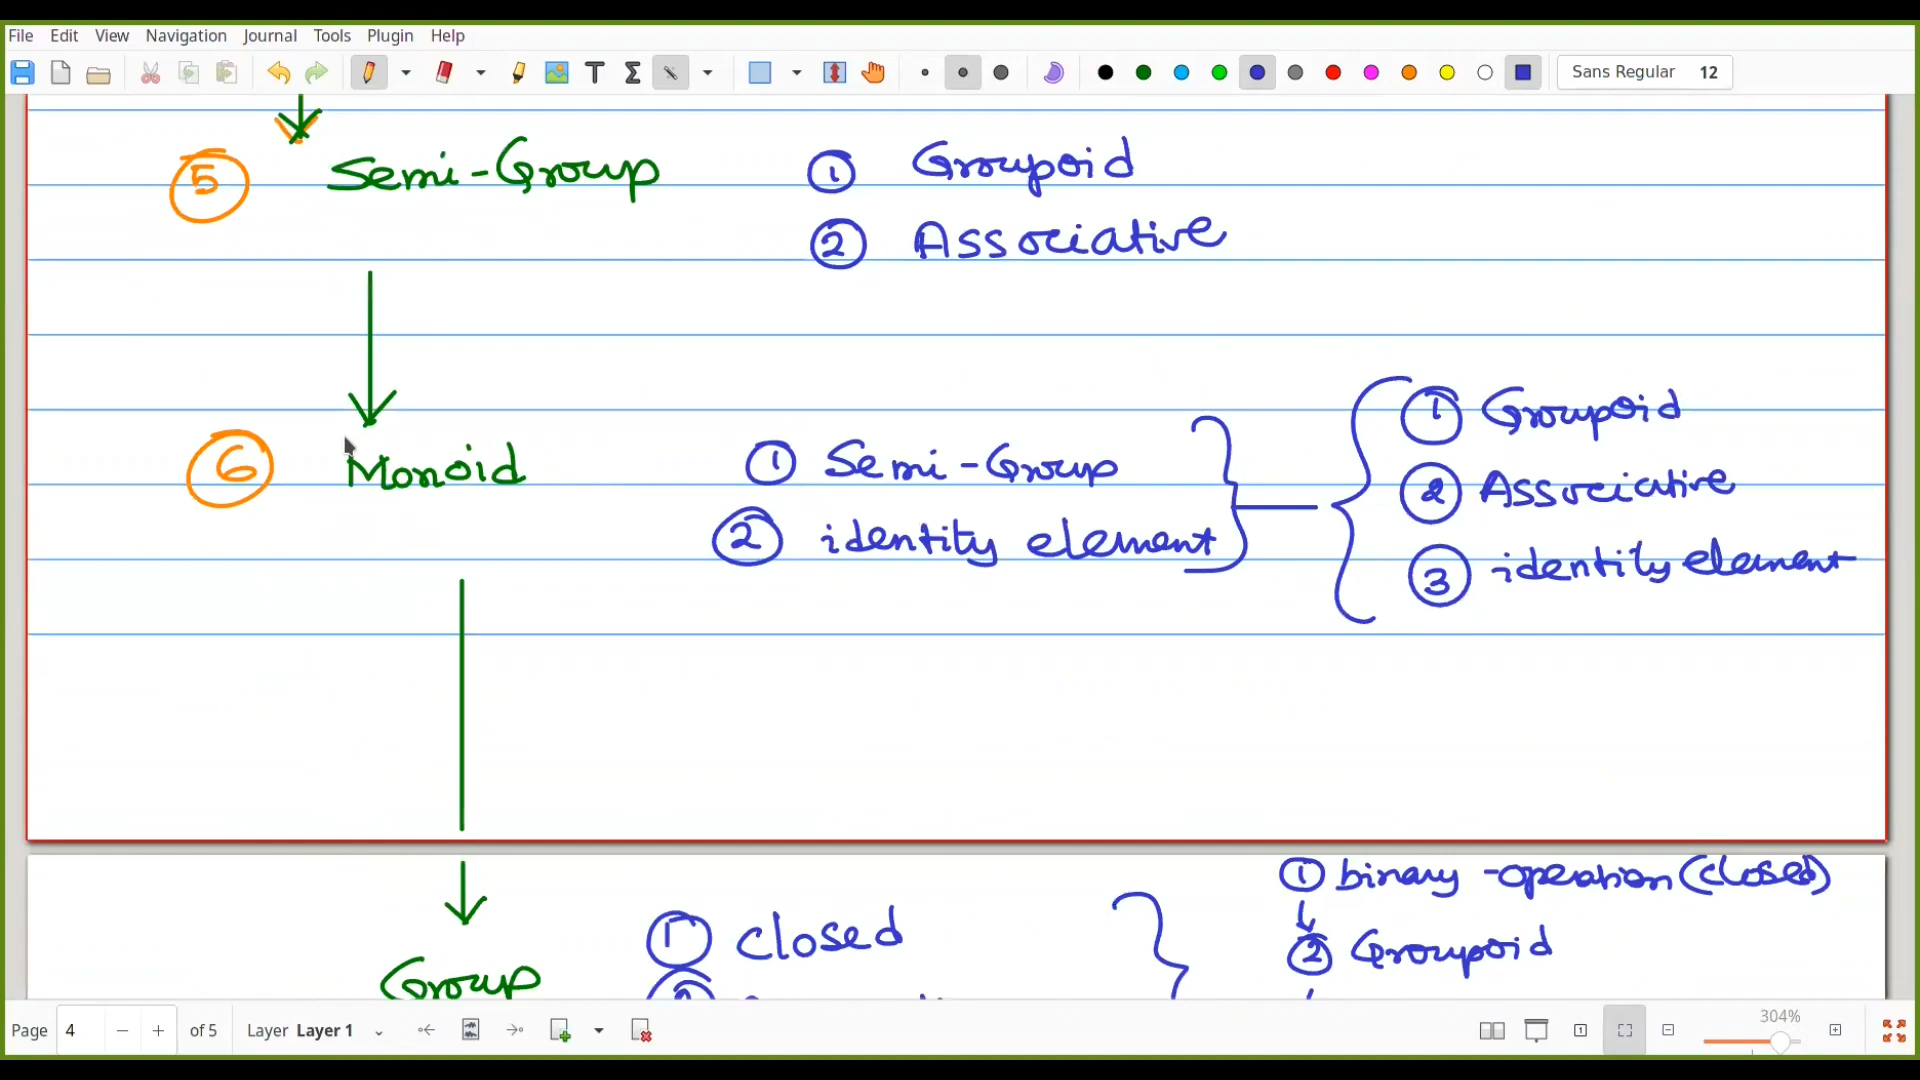 File Edit View Navigation Journal Tools Plugin Help
Sans Regular 12
5 Semi-Group 1 Groupoid
2 Associative
6 Monoid 1 Semi-Group
2 identity element
1 Groupoid
2 Associative
3 identity element
1 binary-operation (closed)
2 Groupoid
Group 1 closed
Page 4 of 5 Layer Layer 1 304%